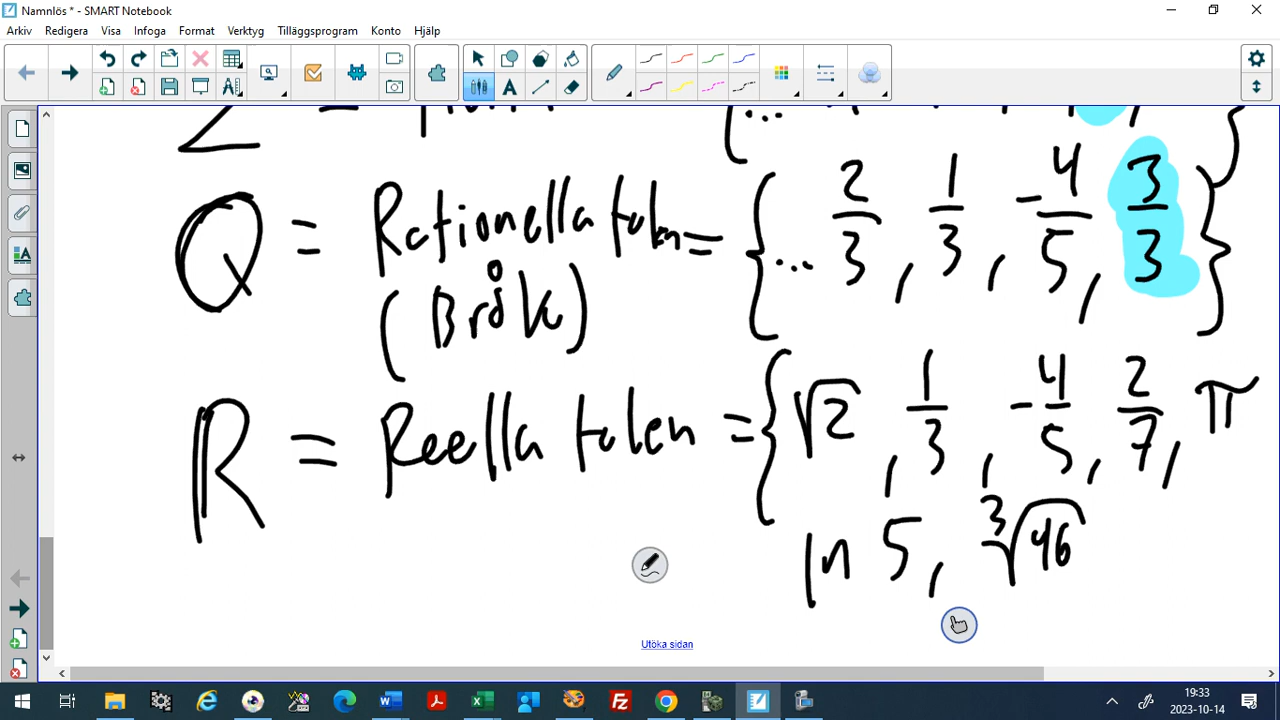 Namnlös * - SMART Notebook
Arkiv Redigera Visa Infoga Format Verktyg Tilläggsprogram Konto Hjälp
Z =
Q = Rationella talen = {... 2/3, 1/3, -4/5, 3/3}
(Bråk)
R = Reella talen = {√2, 1/3, -4/5, 2/7, π
ln 5, ∛46
Utöka sidan
19:33
2023-10-14